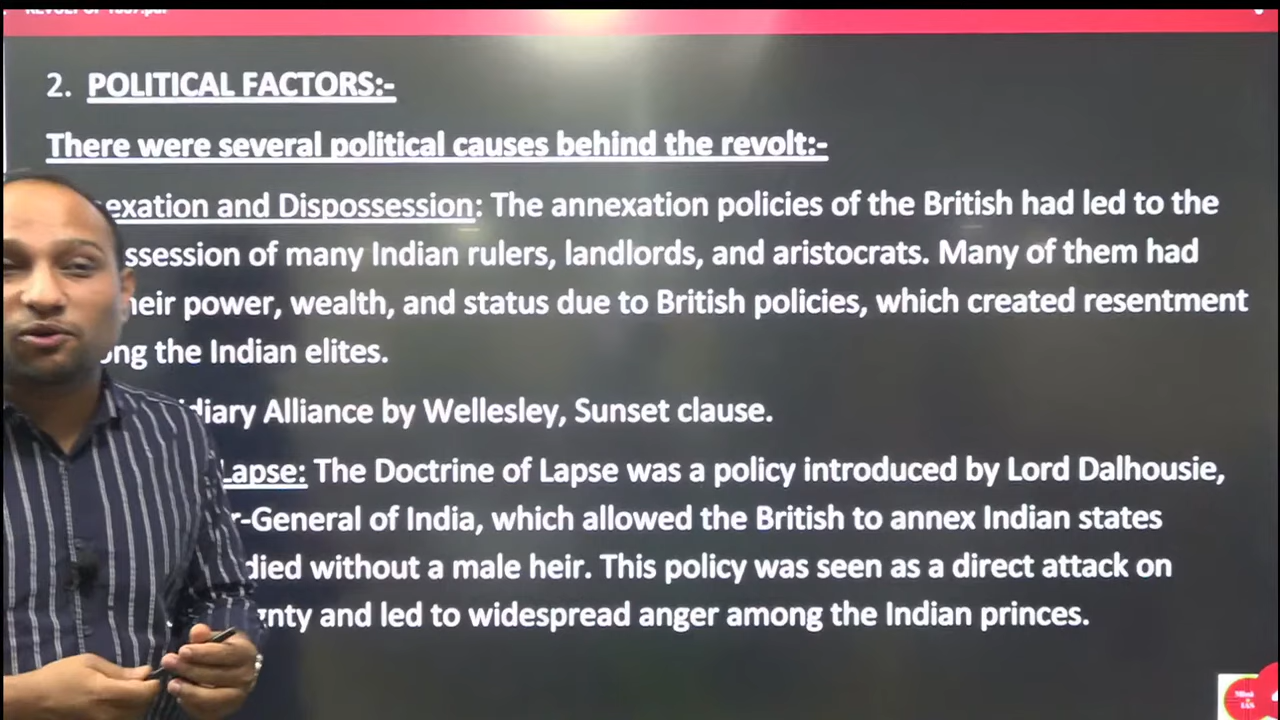 2. POLITICAL FACTORS:-
There were several political causes behind the revolt:-
exation and Dispossession: The annexation policies of the British had led to the
ssession of many Indian rulers, landlords, and aristocrats. Many of them had
heir power, wealth, and status due to British policies, which created resentment
ong the Indian elites.
idiary Alliance by Wellesley, Sunset clause.
Lapse: The Doctrine of Lapse was a policy introduced by Lord Dalhousie,
r-General of India, which allowed the British to annex Indian states
died without a male heir. This policy was seen as a direct attack on
gnty and led to widespread anger among the Indian princes.